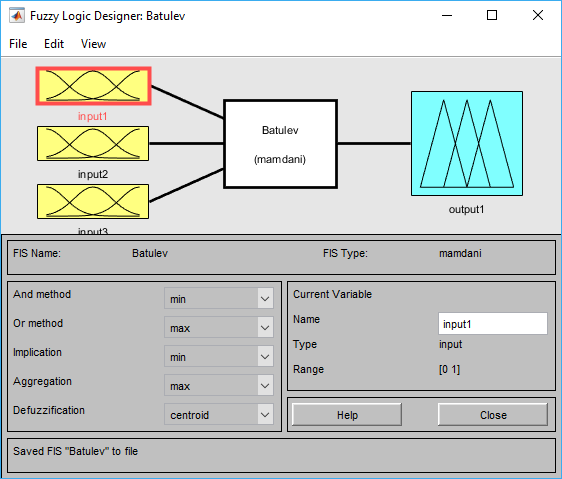 Fuzzy Logic Designer: Batulev
File Edit View
input1
input2
input3
Batulev
(mamdani)
output1
FIS Name: Batulev FIS Type: mamdani
And method min
Or method max
Implication min
Aggregation max
Defuzzification centroid
Current Variable
Name input1
Type input
Range [0 1]
Help Close
Saved FIS "Batulev" to file